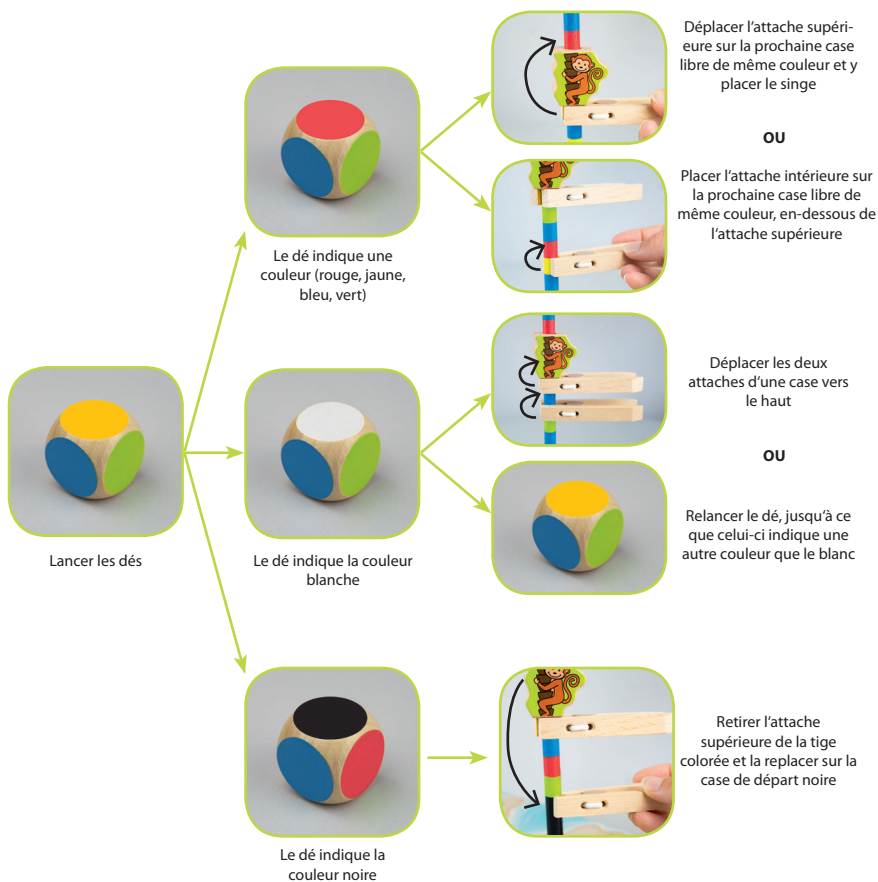 Déplacer l'attache supéri-
eure sur la prochaine case
libre de même couleur et y
placer le singe
OU
Placer l'attache intérieure sur
la prochaine case libre de
même couleur, en-dessous de
l'attache supérieure
Le dé indique une
couleur (rouge, jaune,
bleu, vert)
Déplacer les deux
attaches d'une case vers
le haut
OU
Relancer le dé, jusqu'à ce
que celui-ci indique une
autre couleur que le blanc
Lancer les dés
Le dé indique la couleur
blanche
Retirer l'attache
supérieure de la tige
colorée et la replacer sur la
case de départ noire
Le dé indique la
couleur noire